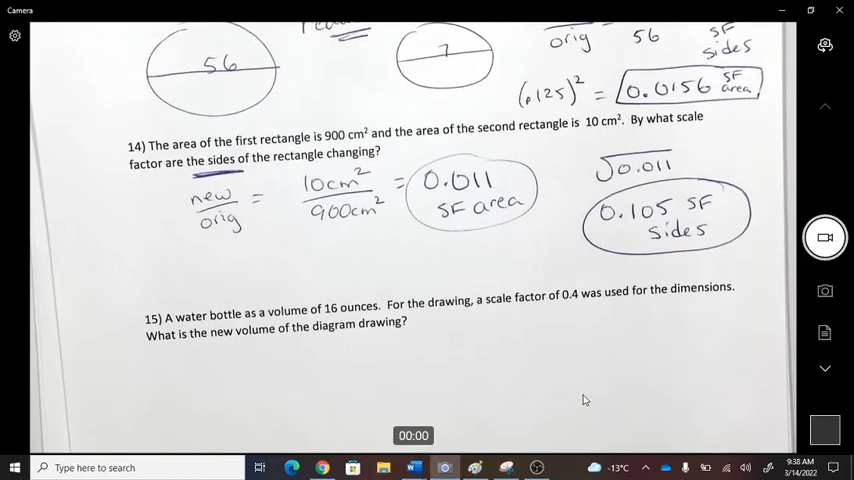 Camera
56
7
orig
56
SF
sides
(.125)² = 0.0156 SF area
14) The area of the first rectangle is 900 cm² and the area of the second rectangle is 10 cm². By what scale
factor are the sides of the rectangle changing?
new/orig = 10cm²/900cm² = 0.011 SF area
√0.011
0.105 SF
sides
15) A water bottle as a volume of 16 ounces. For the drawing, a scale factor of 0.4 was used for the dimensions.
What is the new volume of the diagram drawing?
00:00
Type here to search
-13°C
9:38 AM
3/14/2022